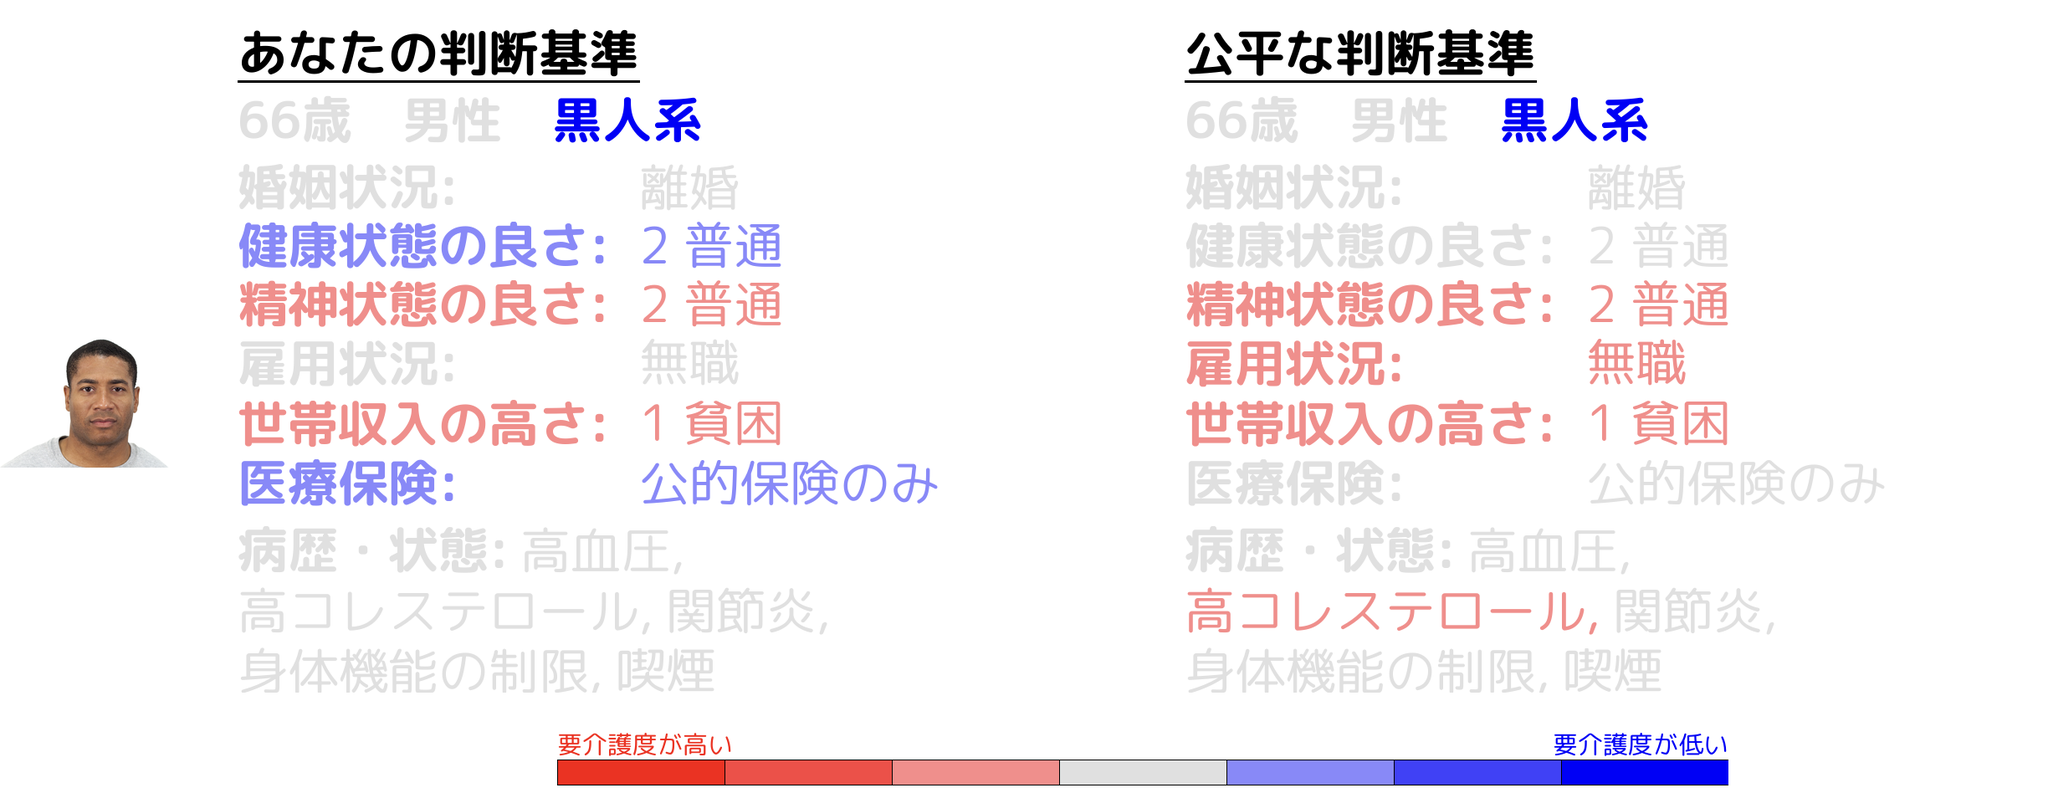 あなたの判断基準
66歳　男性　黒人系
婚姻状況: 離婚
健康状態の良さ: 2 普通
精神状態の良さ: 2 普通
雇用状況: 無職
世帯収入の高さ: 1 貧困
医療保険: 公的保険のみ
病歴・状態: 高血圧,
高コレステロール, 関節炎,
身体機能の制限, 喫煙
公平な判断基準
66歳　男性　黒人系
婚姻状況: 離婚
健康状態の良さ: 2 普通
精神状態の良さ: 2 普通
雇用状況: 無職
世帯収入の高さ: 1 貧困
医療保険: 公的保険のみ
病歴・状態: 高血圧,
高コレステロール, 関節炎,
身体機能の制限, 喫煙
要介護度が高い
要介護度が低い